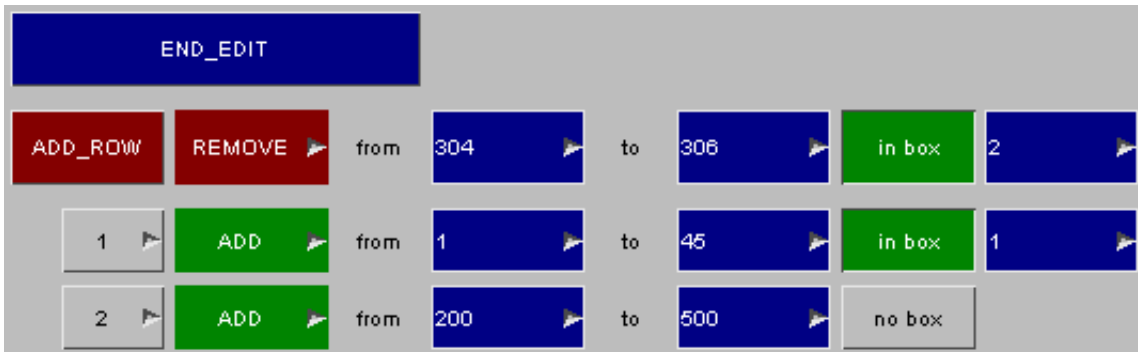 END_EDIT
ADD_ROW REMOVE from 304 to 306 in box 2
1 ADD from 1 to 45 in box 1
2 ADD from 200 to 500 no box